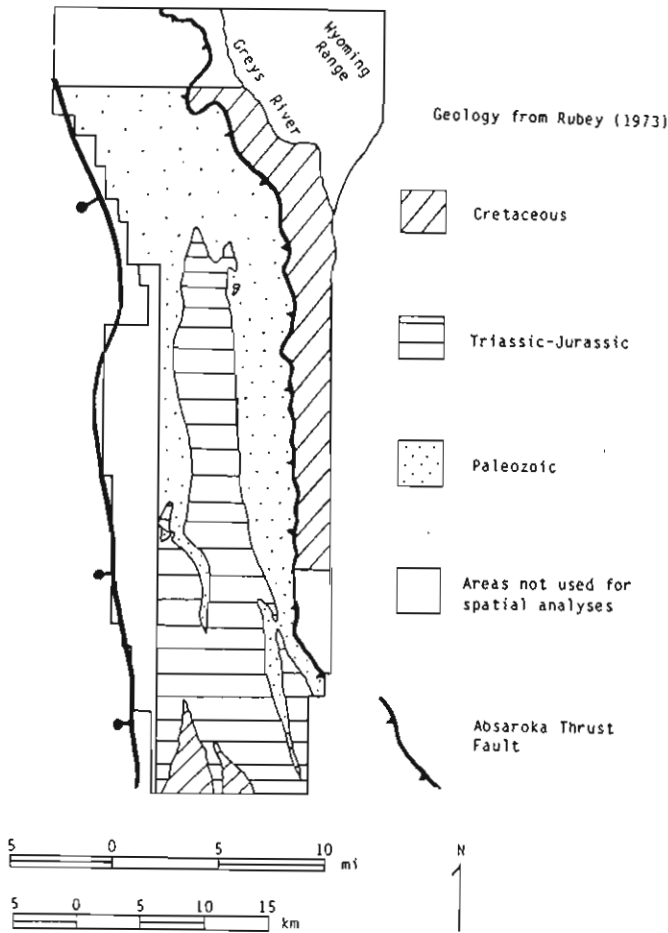 Greys River
Wyoming
Range
Geology from Rubey (1973)
Cretaceous
Triassic-Jurassic
Paleozoic
Areas not used for
spatial analyses
Absaroka Thrust
Fault
5 0 5 10
mi
5 0 5 10 15
km
N